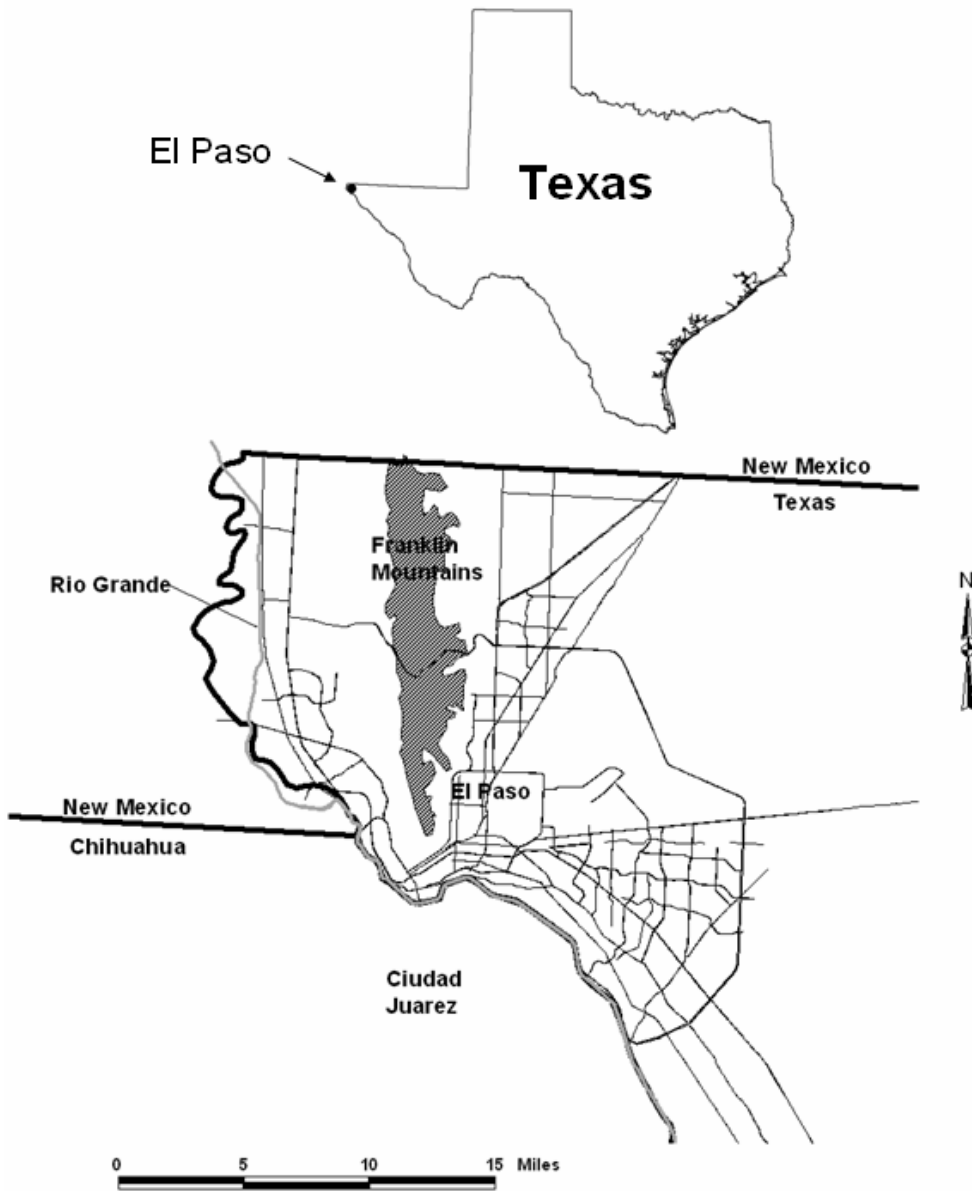 El Paso
Texas
New Mexico
Texas
Franklin
Mountains
Rio Grande
N
El Paso
New Mexico
Chihuahua
Ciudad
Juarez
0 5 10 15 Miles